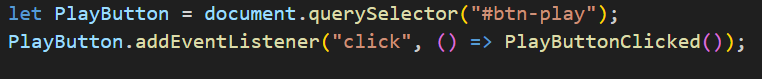 let PlayButton = document.querySelector("#btn-play");
PlayButton.addEventListener("click", () => PlayButtonClicked());